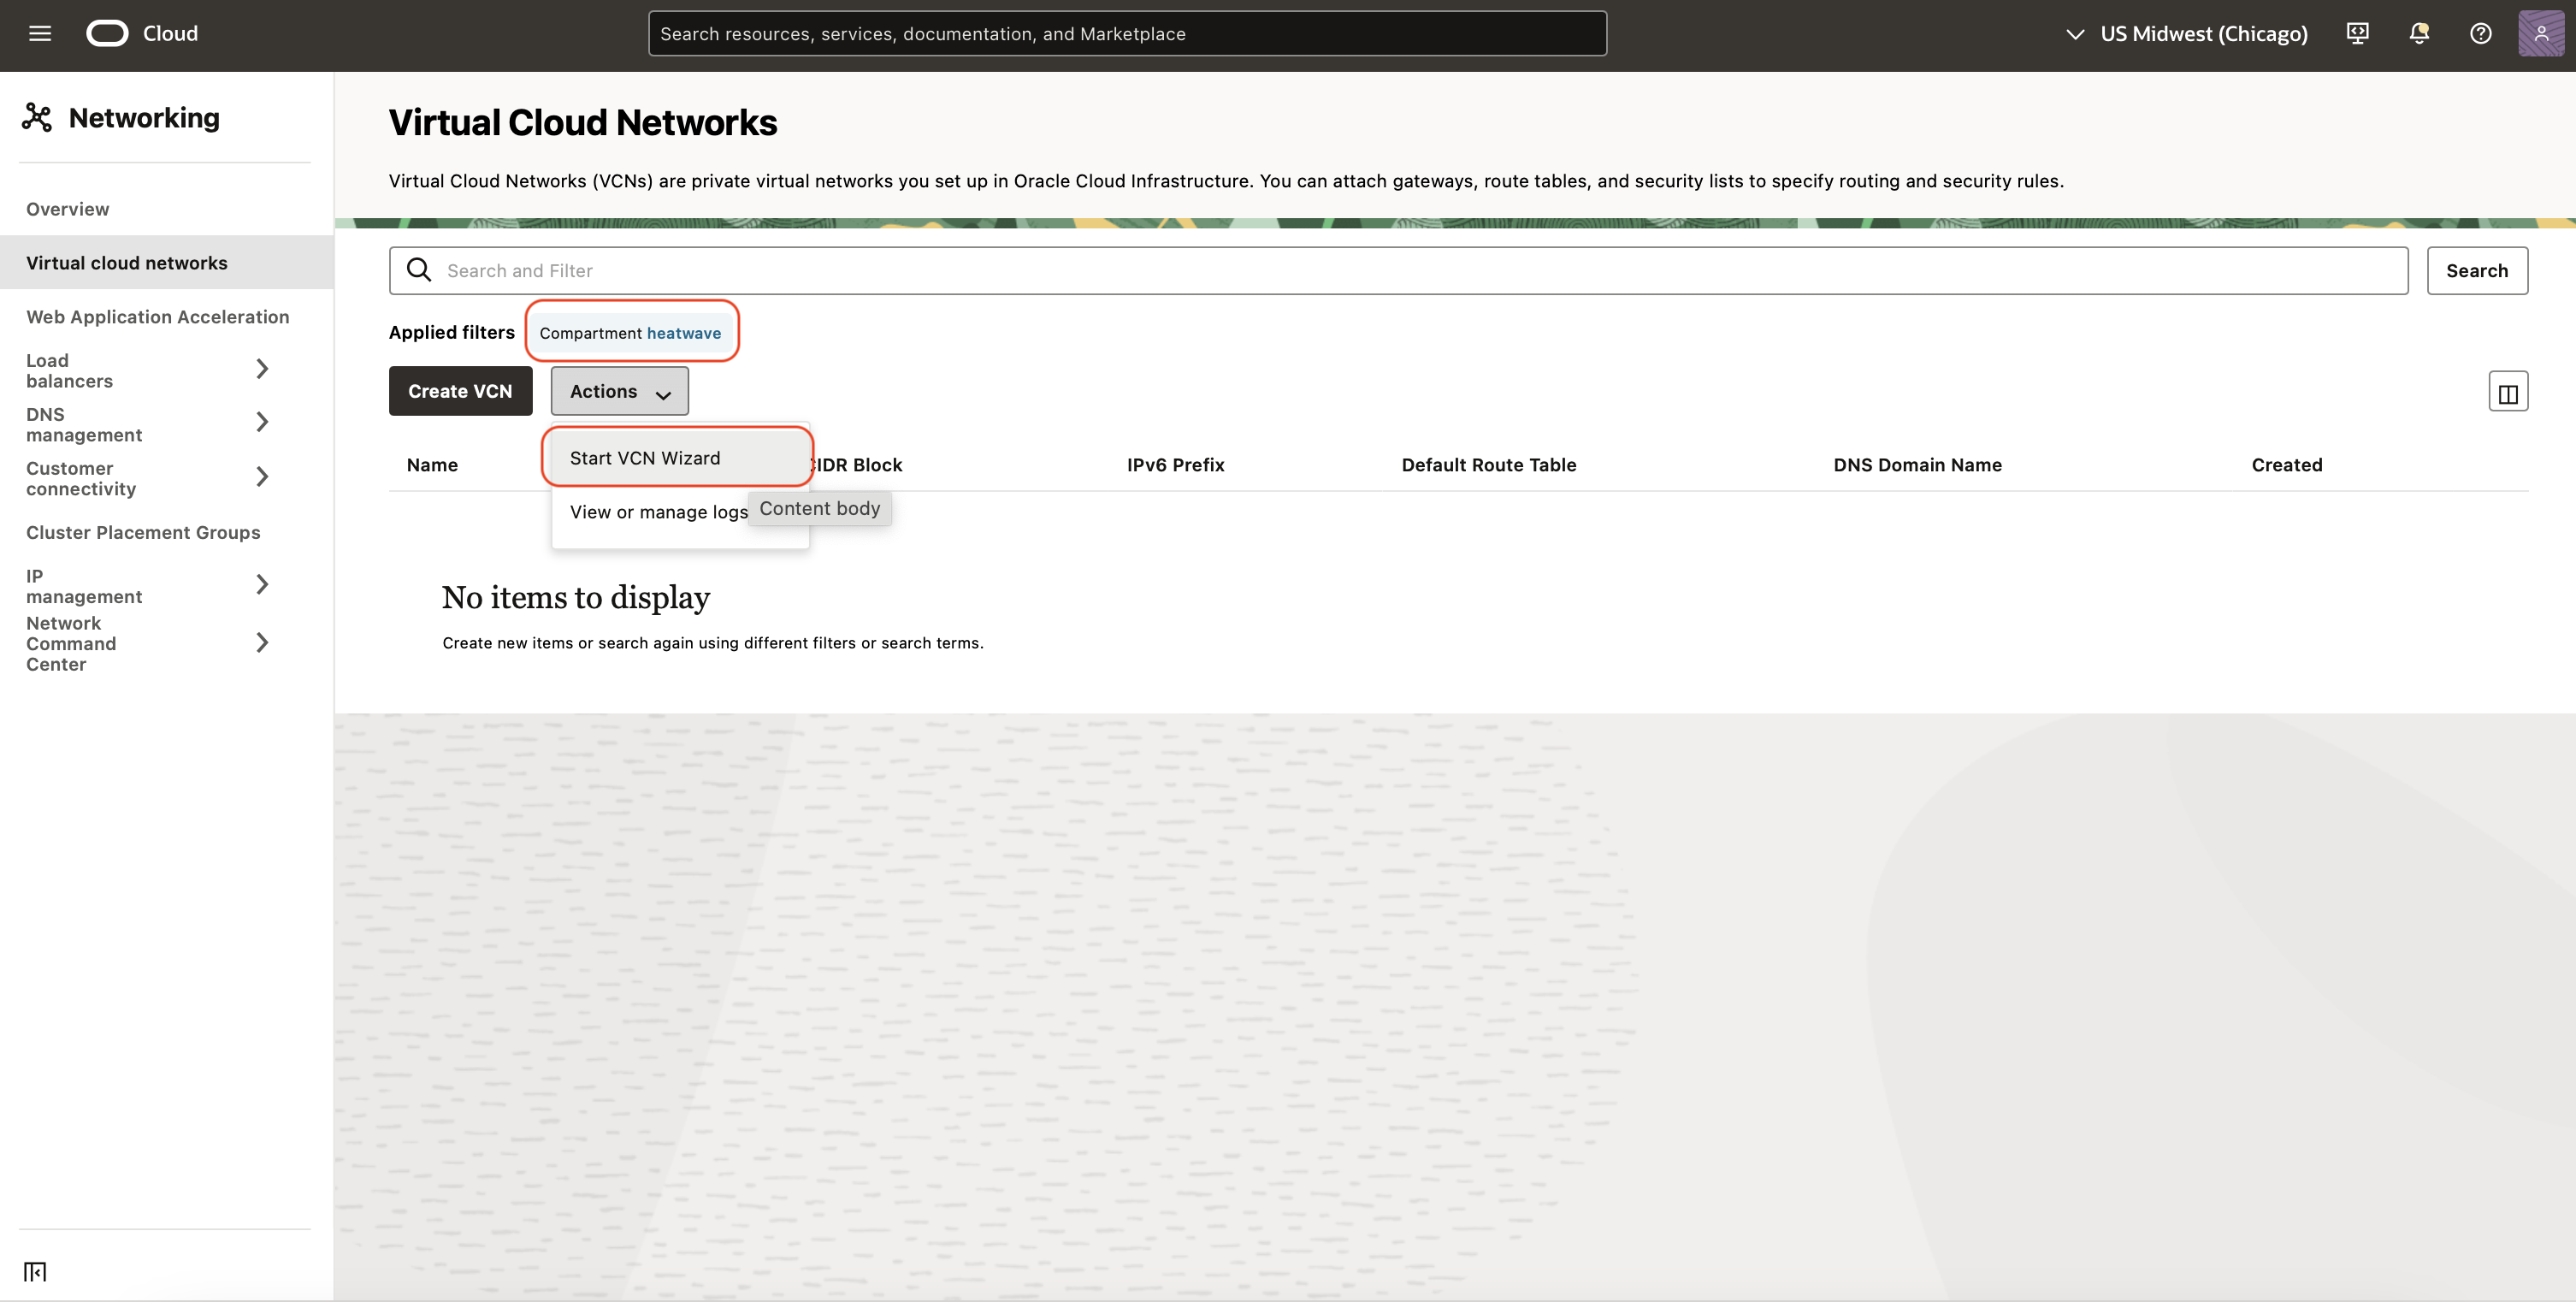 Cloud
Search resources, services, documentation, and Marketplace
US Midwest (Chicago)
Networking
Overview
Virtual cloud networks
Web Application Acceleration
Load
balancers
DNS
management
Customer
connectivity
Cluster Placement Groups
IP
management
Network
Command
Center
Virtual Cloud Networks
Virtual Cloud Networks (VCNs) are private virtual networks you set up in Oracle Cloud Infrastructure. You can attach gateways, route tables, and security lists to specify routing and security rules.
Search and Filter
Search
Applied filters Compartment heatwave
Create VCN
Actions
Start VCN Wizard
View or manage logs
Content body
Name CIDR Block IPv6 Prefix Default Route Table DNS Domain Name Created
No items to display
Create new items or search again using different filters or search terms.